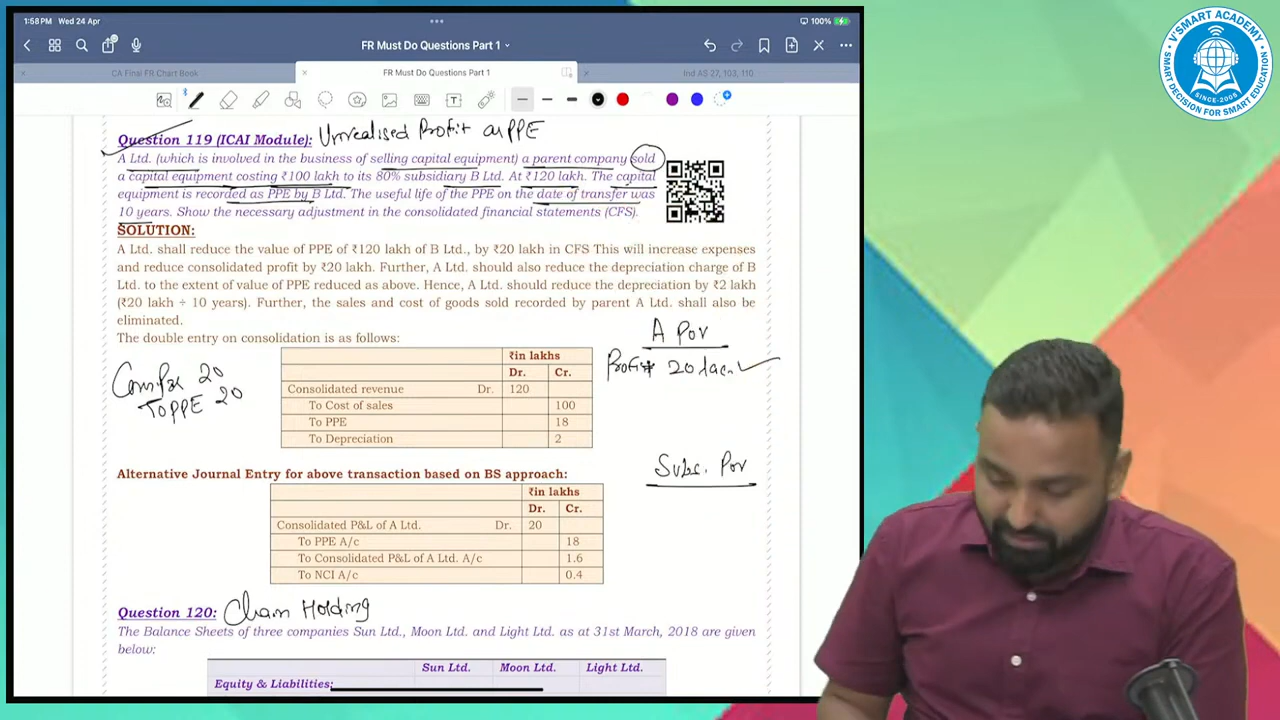 1:58 PM Wed 24 Apr
100%
FR Must Do Questions Part 1
CA Final FR Chart Book
FR Must Do Questions Part 1
Ind AS 27, 103, 110
Question 119 (ICAI Module): Unrealised Profit on PPE
A Ltd. (which is involved in the business of selling capital equipment) a parent company sold
a capital equipment costing ₹100 lakh to its 80% subsidiary B Ltd. At ₹120 lakh. The capital
equipment is recorded as PPE by B Ltd. The useful life of the PPE on the date of transfer was
10 years. Show the necessary adjustment in the consolidated financial statements (CFS).
SOLUTION:
A Ltd. shall reduce the value of PPE of ₹120 lakh of B Ltd., by ₹20 lakh in CFS This will increase expenses
and reduce consolidated profit by ₹20 lakh. Further, A Ltd. should also reduce the depreciation charge of B
Ltd. to the extent of value of PPE reduced as above. Hence, A Ltd. should reduce the depreciation by ₹2 lakh
(₹20 lakh ÷ 10 years). Further, the sales and cost of goods sold recorded by parent A Ltd. shall also be
eliminated.
The double entry on consolidation is as follows:
A Pov
Profit 20
₹in lakhs
Dr. Cr.
Consolidated revenue Dr. 120
To Cost of sales 100
To PPE 18
To Depreciation 2
20
To PPE 20
Alternative Journal Entry for above transaction based on BS approach:
Subs. Pov
₹in lakhs
Dr. Cr.
Consolidated P&L of A Ltd. Dr. 20
To PPE A/c 18
To Consolidated P&L of A Ltd. A/c 1.6
To NCI A/c 0.4
Question 120: Chain Holding
The Balance Sheets of three companies Sun Ltd., Moon Ltd. and Light Ltd. as at 31st March, 2018 are given
below:
Sun Ltd. Moon Ltd. Light Ltd.
Equity & Liabilities:
V'SMART ACADEMY
SMART DECISION FOR SMART EDUCATION
SINCE-2005